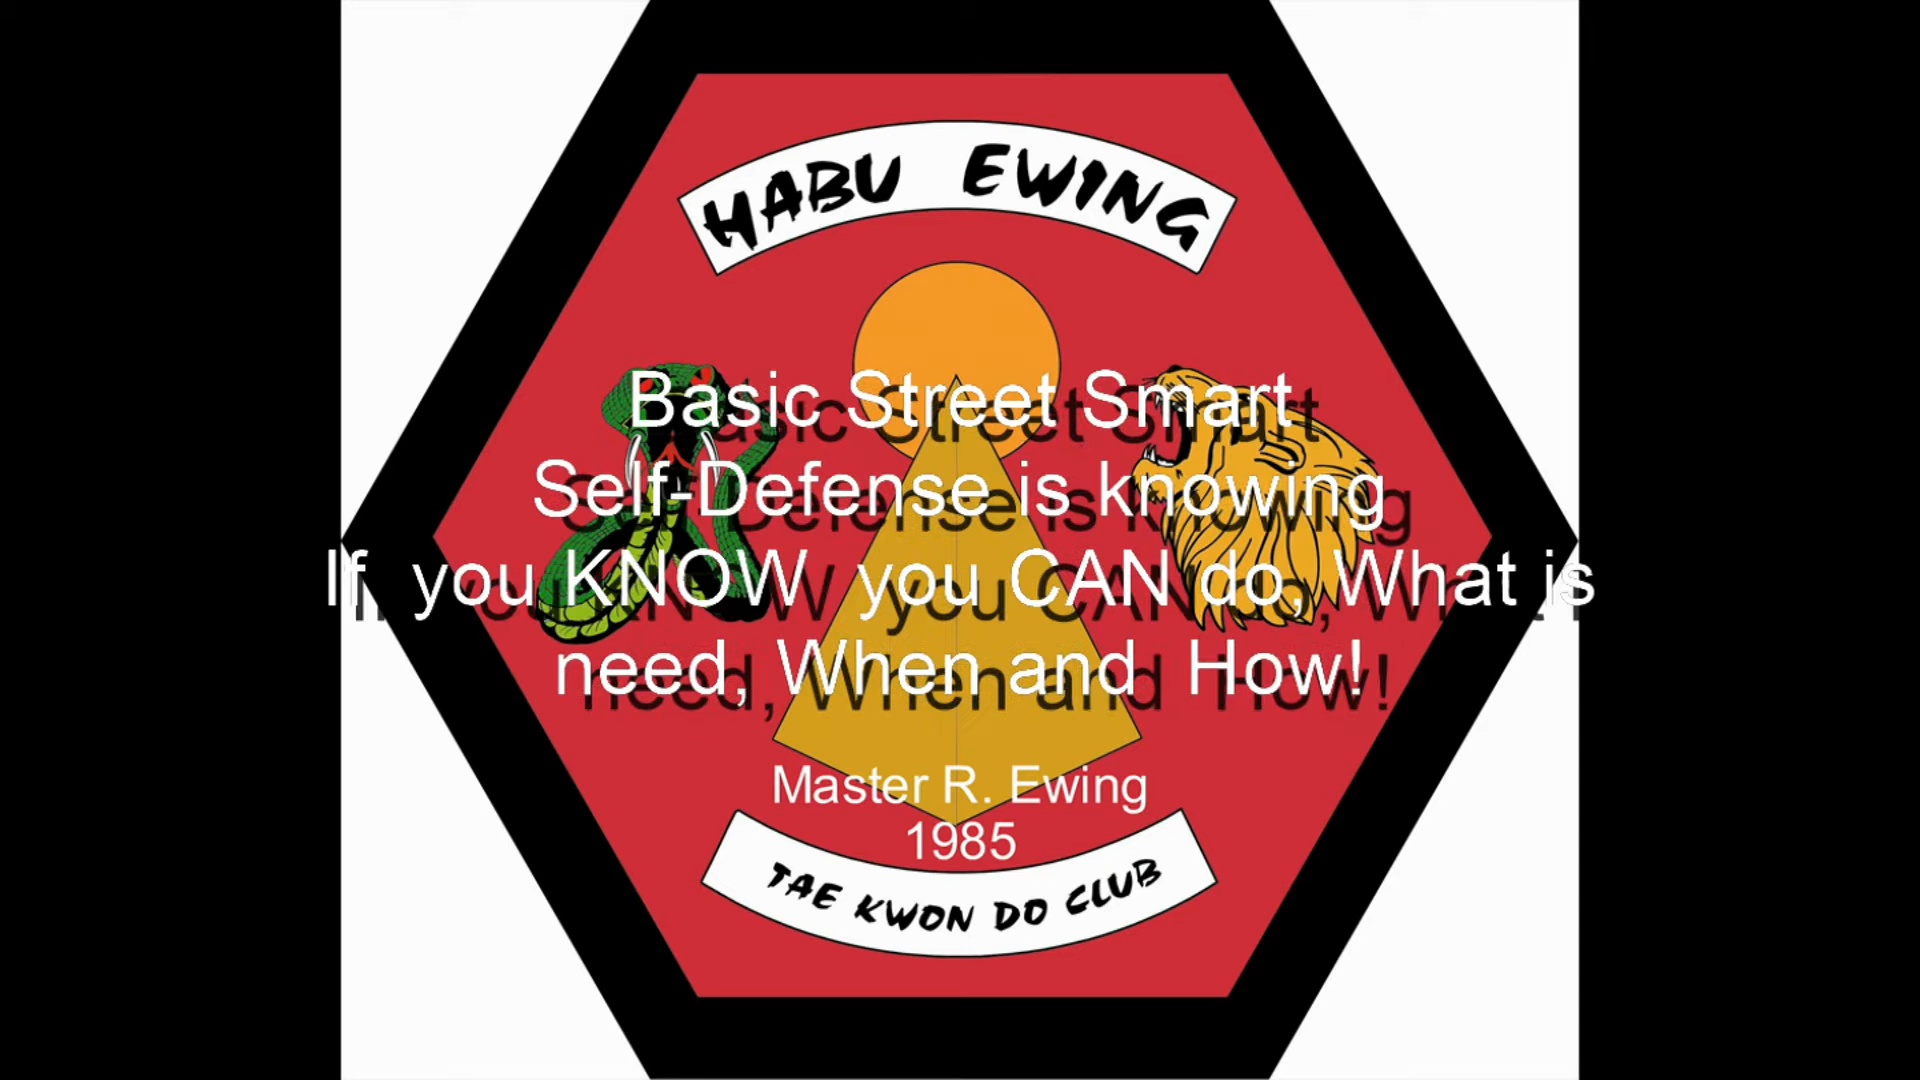 HABU EWING
Basic Street Smart
Self-Defense is knowing
If you KNOW you CAN do, What is
need, When and How!
Master R. Ewing
1985
TAE KWON DO CLUB